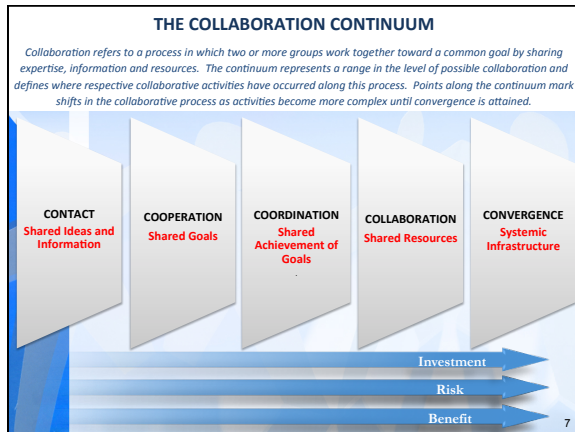 THE COLLABORATION CONTINUUM
Collaboration refers to a process in which two or more groups work together toward a common goal by sharing
expertise, information and resources. The continuum represents a range in the level of possible collaboration and
defines where respective collaborative activities have occurred along this process. Points along the continuum mark
shifts in the collaborative process as activities become more complex until convergence is attained.
CONTACT
Shared Ideas and
Information
COOPERATION
Shared Goals
COORDINATION
Shared
Achievement of
Goals
.
COLLABORATION
Shared Resources
CONVERGENCE
Systemic
Infrastructure
Investment
Risk
Benefit
7